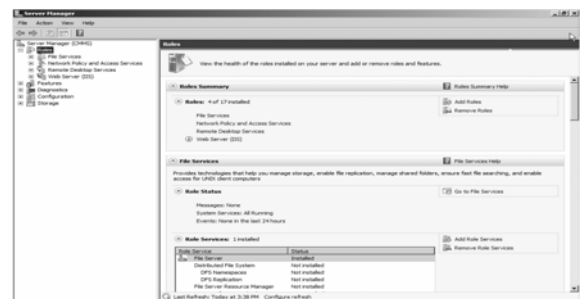 Server Manager
File Action View Help
Server Manager (CMMS)
Roles
File Services
Network Policy and Access Services
Remote Desktop Services
Web Server (IIS)
Features
Diagnostics
Configuration
Storage
Roles
View the health of the roles installed on your server and add or remove roles and features.
Roles Summary
Roles Summary Help
Roles: 4 of 17 installed
Add Roles
Remove Roles
File Services
Network Policy and Access Services
Remote Desktop Services
Web Server (IIS)
File Services
File Services Help
Provides technologies that help you manage storage, enable file replication, manage shared folders, ensure fast file searching, and enable
access for UNIX client computers
Role Status
Go to File Services
Messages: None
System Services: All Running
Events: None in the last 24 hours
Role Services: 1 installed
Add Role Services
Remove Role Services
Role Service Status
File Server Installed
Distributed File System Not installed
DFS Namespaces Not installed
DFS Replication Not installed
File Server Resource Manager Not installed
Last Refresh: Today at 3:38 PM Configure refresh